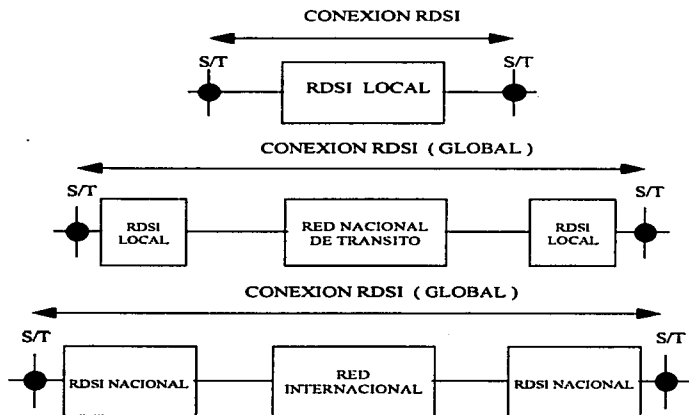 CONEXION RDSI
S/T
S/T
RDSI LOCAL
CONEXION RDSI ( GLOBAL )
S/T
S/T
RDSI
LOCAL
RED NACIONAL
DE TRANSITO
RDSI
LOCAL
CONEXION RDSI ( GLOBAL )
S/T
S/T
RDSI NACIONAL
RED
INTERNACIONAL
RDSI NACIONAL